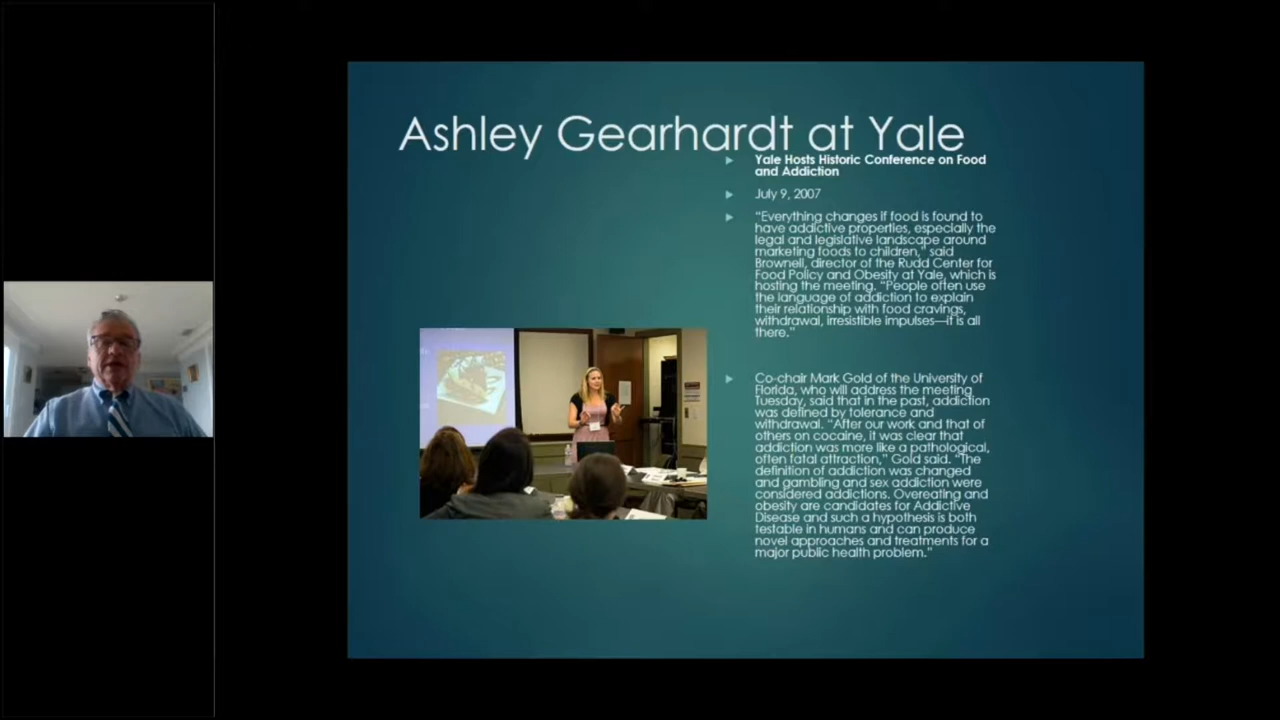 Ashley Gearhardt at Yale
Yale Hosts Historic Conference on Food
and Addiction
July 9, 2007
“Everything changes if food is found to
have addictive properties, especially the
legal and legislative landscape around
marketing foods to children,” said
Brownell, director of the Rudd Center for
Food Policy and Obesity at Yale, which is
hosting the meeting. “People often use
the language of addiction to explain
their relationship with food cravings,
withdrawal, irresistible impulses—it is all
there.”
Co-chair Mark Gold of the University of
Florida, who will address the meeting
Tuesday, said that in the past, addiction
was defined by tolerance and
withdrawal. “After our work and that of
others on cocaine, it was clear that
addiction was more like a pathological,
often fatal attraction,” Gold said. “The
definition of addiction was changed
and gambling and sex addiction were
considered addictions. Overeating and
obesity are candidates for Addictive
Disease and such a hypothesis is both
testable in humans and can produce
novel approaches and treatments for a
major public health problem.”